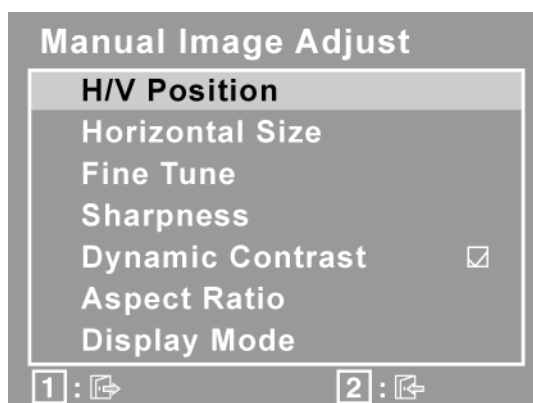 Manual Image Adjust
H/V Position
Horizontal Size
Fine Tune
Sharpness
Dynamic Contrast
Aspect Ratio
Display Mode
1 : 2 :